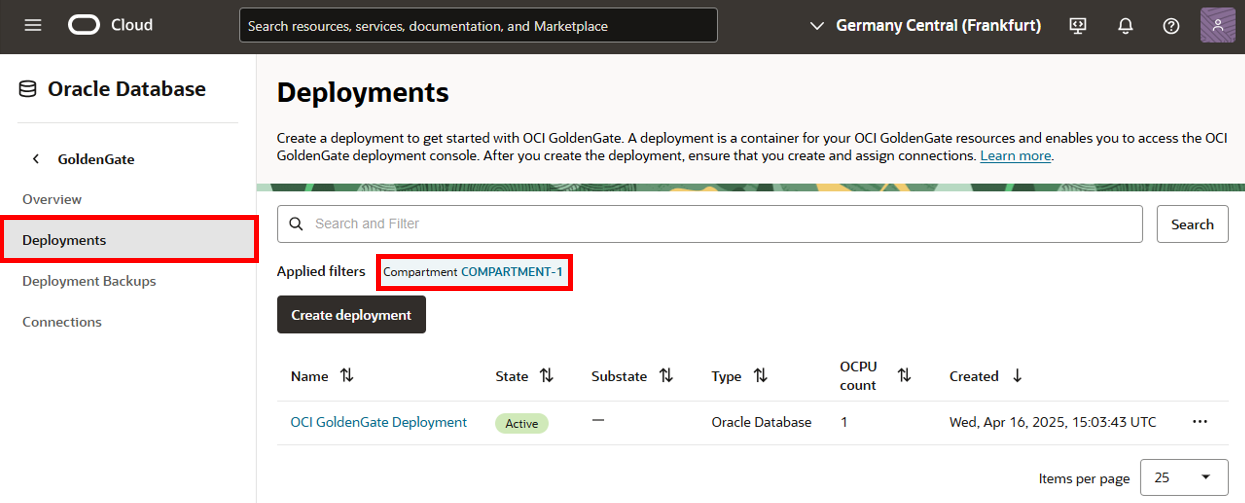 Cloud
Search resources, services, documentation, and Marketplace
Germany Central (Frankfurt)
Oracle Database
GoldenGate
Overview
Deployments
Deployment Backups
Connections
Deployments
Create a deployment to get started with OCI GoldenGate. A deployment is a container for your OCI GoldenGate resources and enables you to access the OCI
GoldenGate deployment console. After you create the deployment, ensure that you create and assign connections. Learn more.
Search and Filter
Search
Applied filters Compartment COMPARTMENT-1
Create deployment
Name State Substate Type OCPU count Created
OCI GoldenGate Deployment Active — Oracle Database 1 Wed, Apr 16, 2025, 15:03:43 UTC
Items per page 25